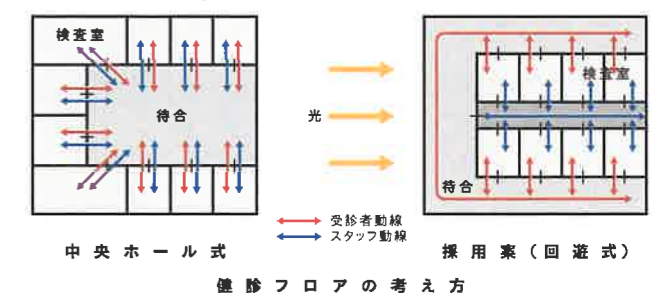 検査室
待合
光
検査室
待合
受診者動線
スタッフ動線
中央ホール式
採用案(回遊式)
健診フロアの考え方